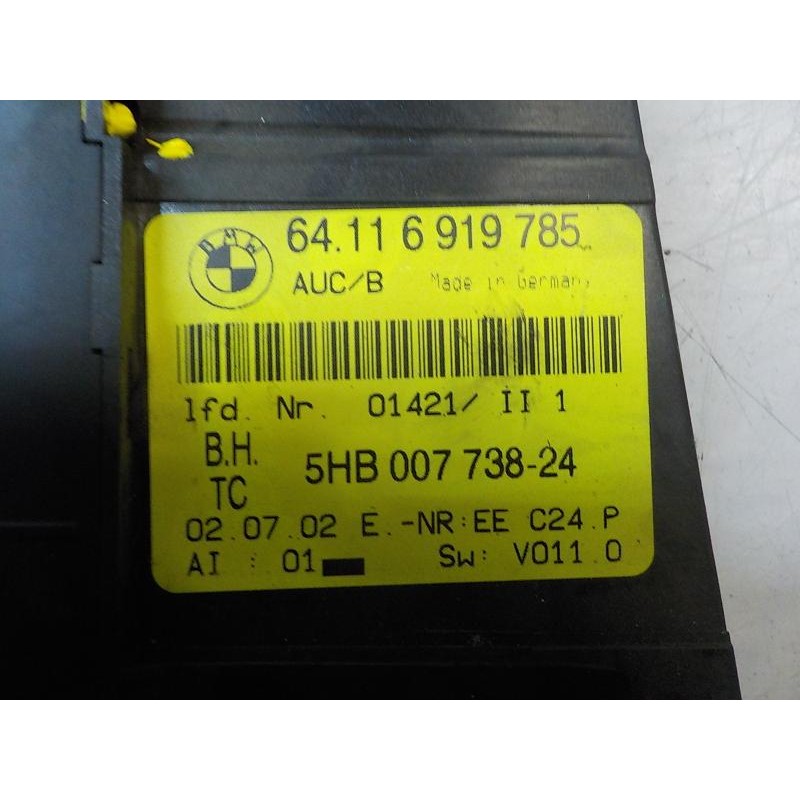 BMW
64.11 6 919 785
AUC/B Made in Germany
lfd. Nr. 01421/ II 1
B.H.
TC
5HB 007 738-24
02.07.02 E.-NR:EE C24.P
AI : 01
Sw: V011.0